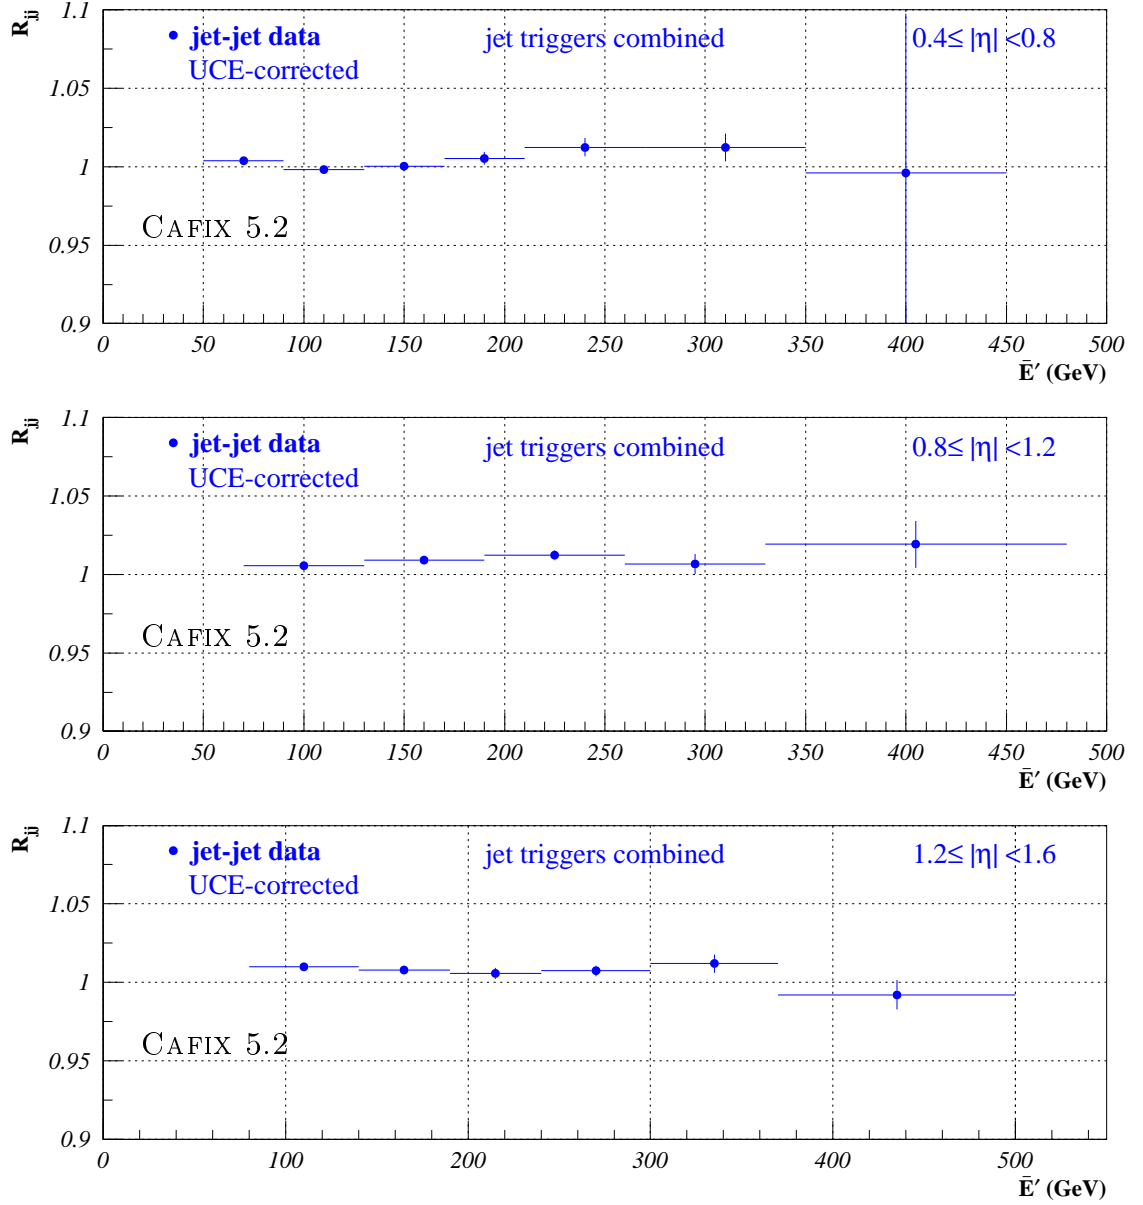 R_jj
1.1
1.05
1
0.95
0.9
• jet-jet data
UCE-corrected
jet triggers combined
0.4≤ |η| <0.8
CAFIX 5.2
0 50 100 150 200 250 300 350 400 450 500
Ē′ (GeV)
R_jj
1.1
1.05
1
0.95
0.9
• jet-jet data
UCE-corrected
jet triggers combined
0.8≤ |η| <1.2
CAFIX 5.2
0 50 100 150 200 250 300 350 400 450 500
Ē′ (GeV)
R_jj
1.1
1.05
1
0.95
0.9
• jet-jet data
UCE-corrected
jet triggers combined
1.2≤ |η| <1.6
CAFIX 5.2
0 100 200 300 400 500
Ē′ (GeV)